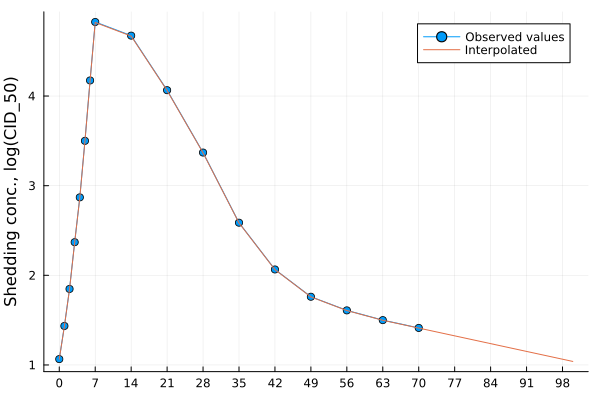 Observed values
Interpolated
Shedding conc., log(CID_50)
4
3
2
1
0 7 14 21 28 35 42 49 56 63 70 77 84 91 98